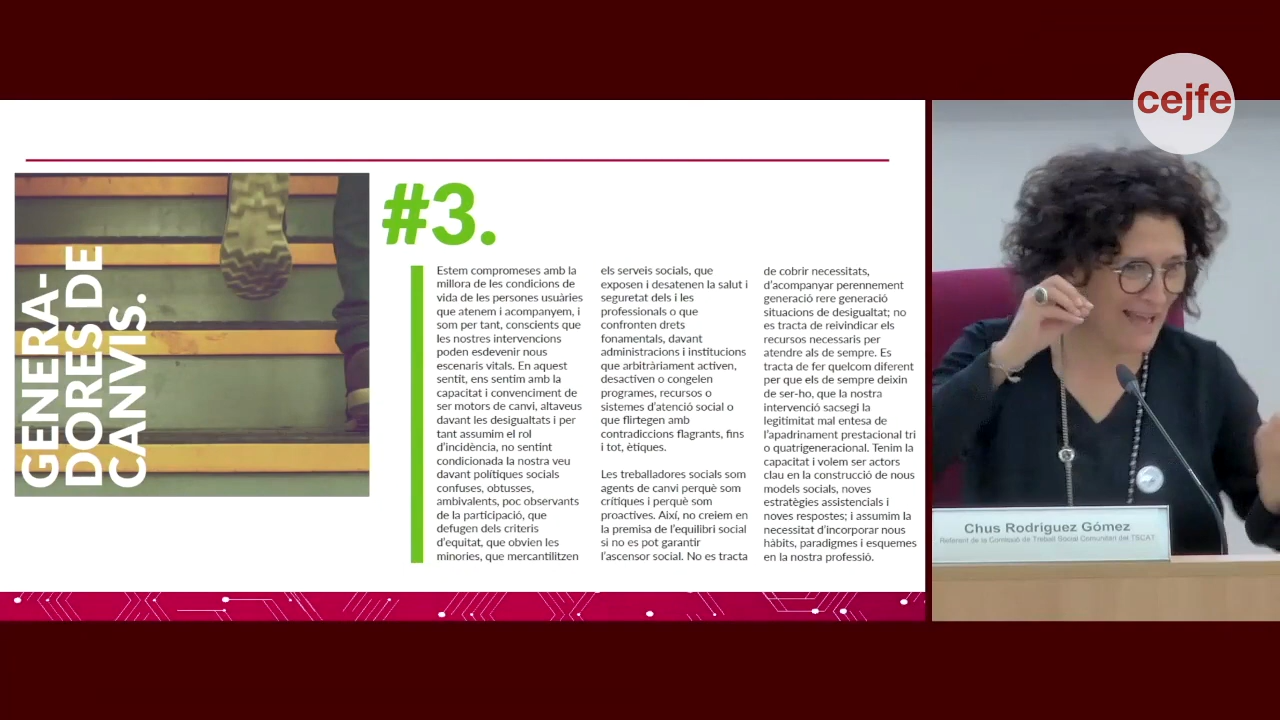 cejfe
GENERA-
DORES DE
CANVIS.
#3.
Estem compromeses amb la
millora de les condicions de
vida de les persones usuàries
que atenem i acompanyem, i
som per tant, conscients que
les nostres intervencions
poden esdevenir nous
escenaris vitals. En aquest
sentit, ens sentim amb la
capacitat i convenciment de
ser motors de canvi, altaveus
davant les desigualtats i per
tant assumim el rol
d'incidència, no sentint
condicionada la nostra veu
davant polítiques socials
confuses, obtusses,
ambivalents, poc observants
de la participació, que
defugen dels criteris
d'equitat, que obvien les
minories, que mercantilitzen
els serveis socials, que
exposen i desatenen la salut i
seguretat dels i les
professionals o que
confronten drets
fonamentals, davant
administracions i institucions
que arbitràriament activen,
desactiven o congelen
programes, recursos o
sistemes d'atenció social o
que flirtegen amb
contradiccions flagrants, fins
i tot, ètiques.
Les treballadores socials som
agents de canvi perquè som
crítiques i perquè som
proactives. Així, no creiem en
la premisa de l'equilibri social
si no es pot garantir
l'ascensor social. No es tracta
de cobrir necessitats,
d'acompanyar perennement
generació rere generació
situacions de desigualtat; no
es tracta de reivindicar els
recursos necessaris per
atendre als de sempre. Es
tracta de fer quelcom diferent
per que els de sempre deixin
de ser-ho, que la nostra
intervenció sacsegi la
legitimitat mal entesa de
l'apadrinament prestacional tri
o quatrigeneracional. Tenim la
capacitat i volem ser actors
clau en la construcció de nous
models socials, noves
estratègies assistencials i
noves respostes; i assumim la
necessitat d'incorporar nous
hàbits, paradigmes i esquemes
en la nostra professió.
Chus Rodríguez Gómez
Referent de la Comissió de Treball Social Comunitari del TSCAT